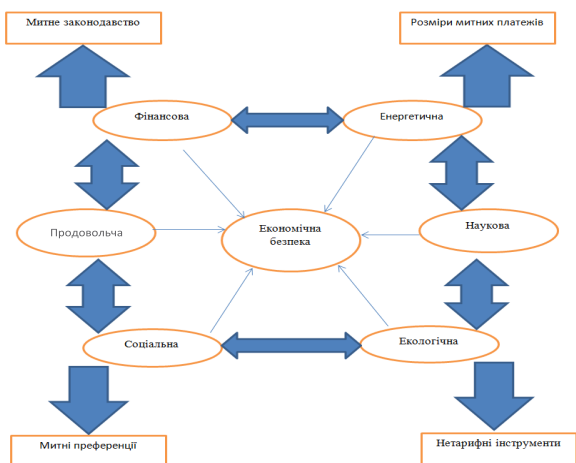 Митне законодавство
Розміри митних платежів
Фінансова
Енергетична
Продовольча
Економічна
безпека
Наукова
Соціальна
Екологічна
Митні преференції
Нетарифні інструменти